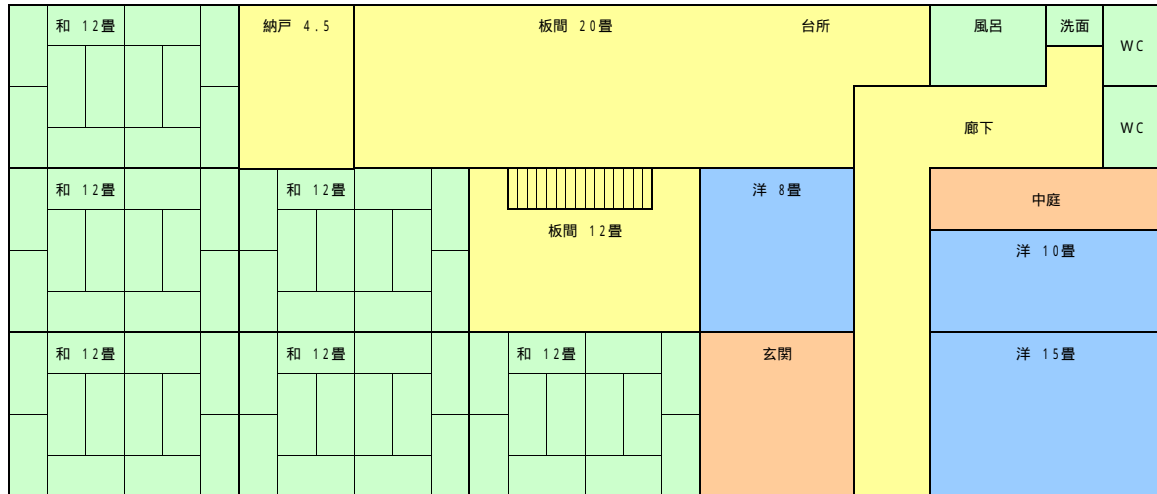 和 12畳
納戸 4.5
板間 20畳
台所
風呂
洗面
WC
廊下
WC
和 12畳
和 12畳
洋 8畳
中庭
板間 12畳
洋 10畳
和 12畳
和 12畳
和 12畳
玄関
洋 15畳